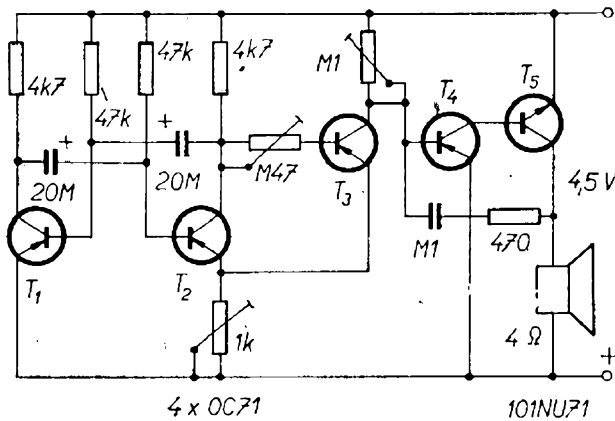 4k7
47k
47k
4k7
M1
T4
T5
+
+
20M
20M
M47
T3
4,5 V
M1
470
T1
T2
1k
4 Ω
+
4 x OC71
101NU71